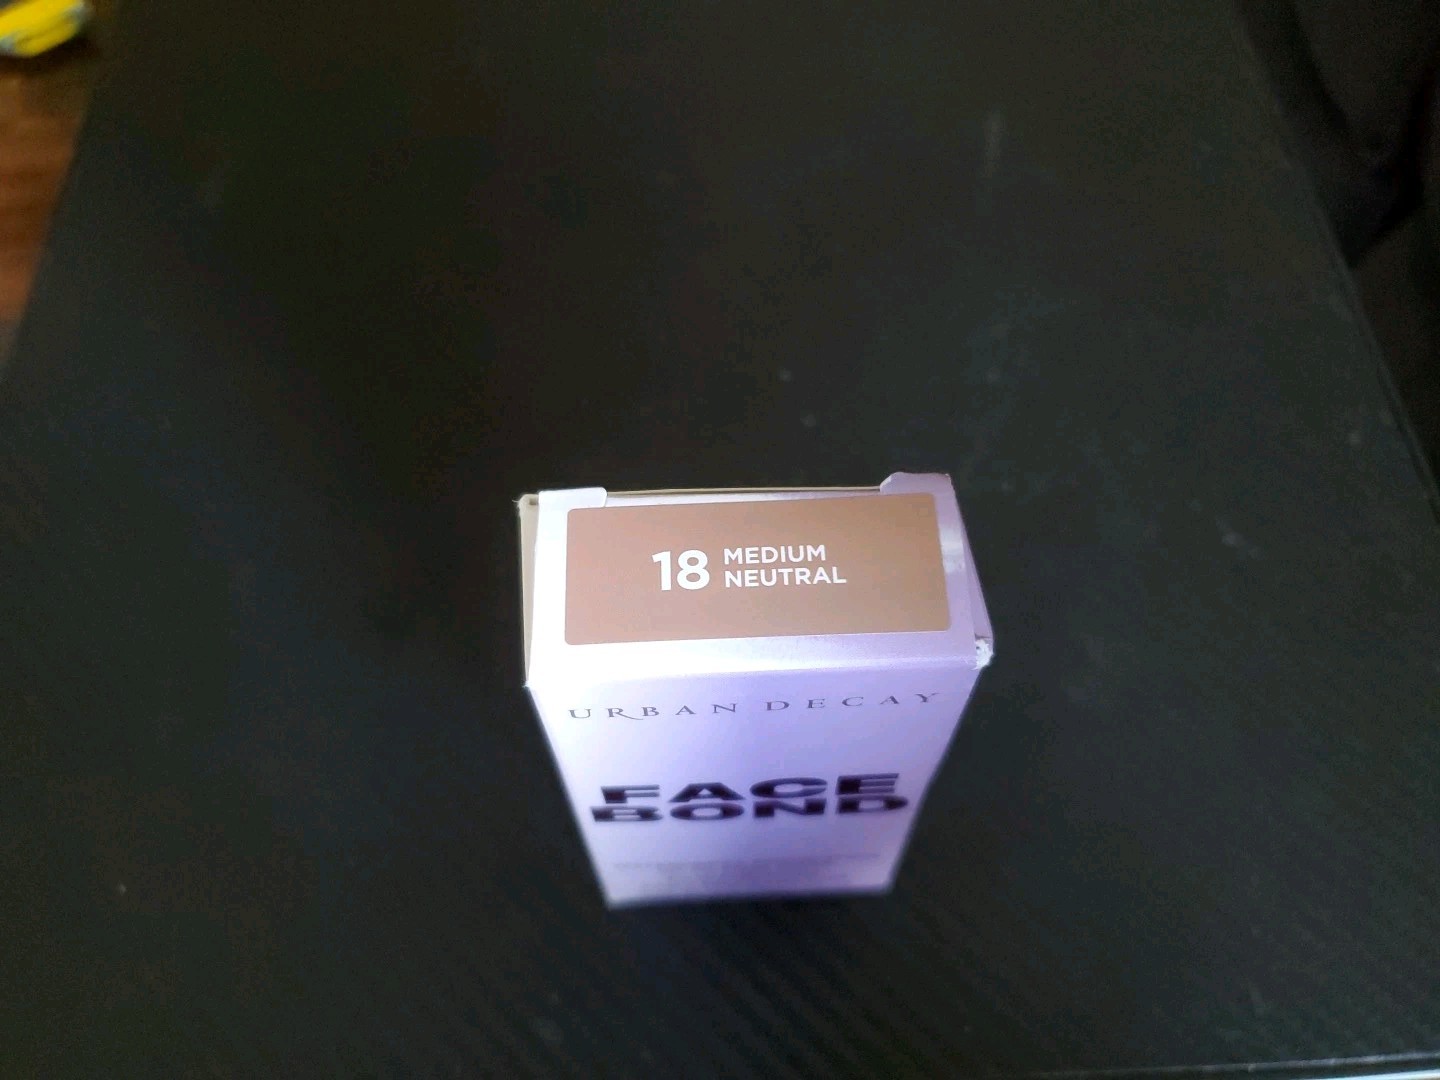 18 MEDIUM
NEUTRAL
URBAN DECAY
FACE
BOND